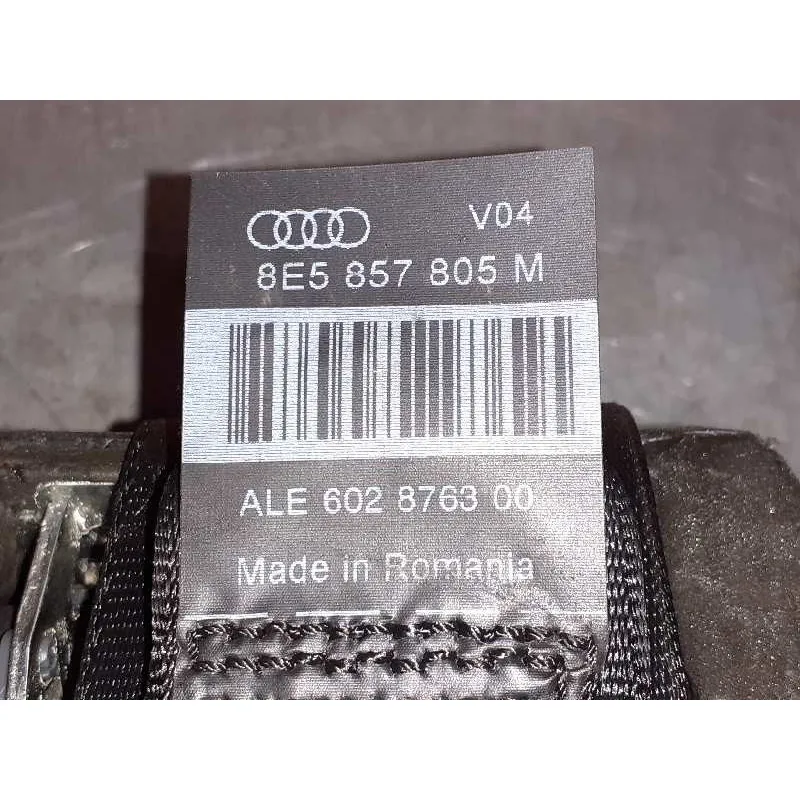 V04
8E5 857 805 M
ALE 602 8763 00
Made in Romania